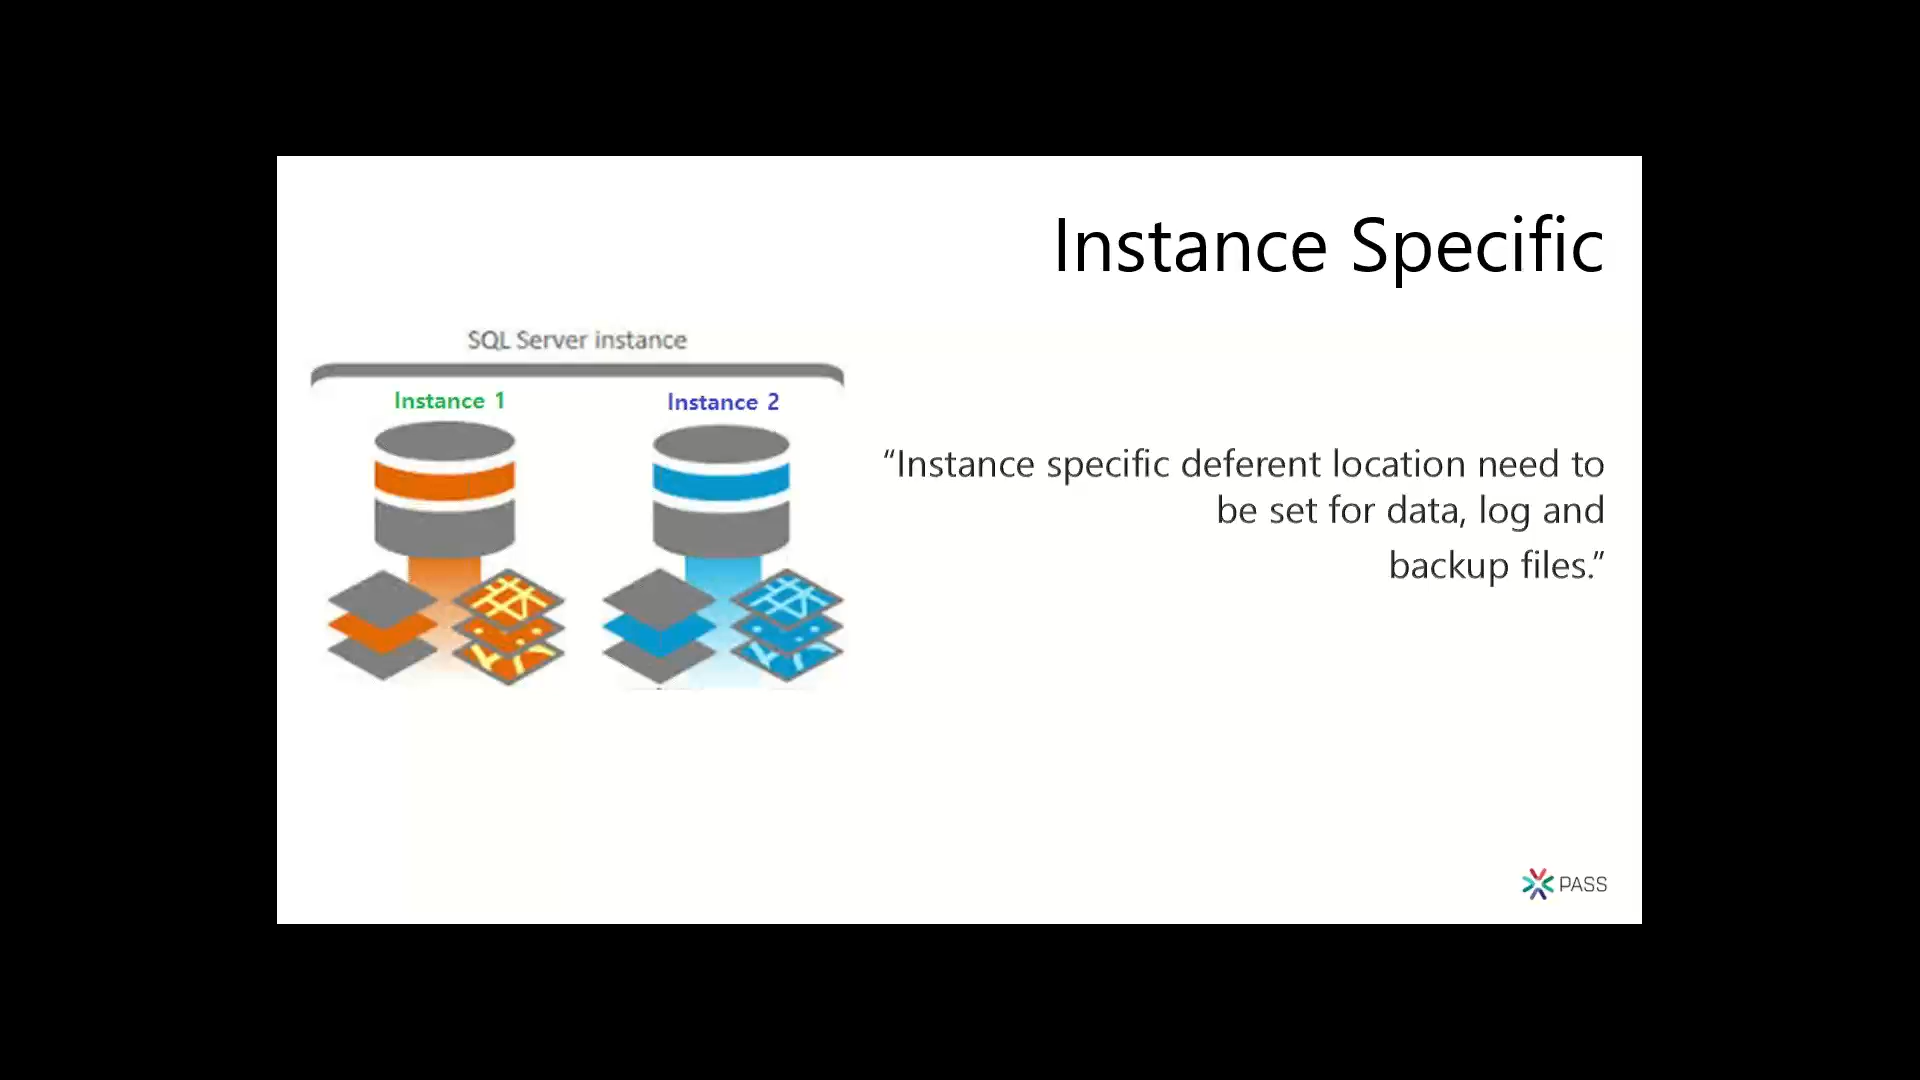 Instance Specific
SQL Server instance
Instance 1
Instance 2
“Instance specific deferent location need to
be set for data, log and
backup files.”
PASS